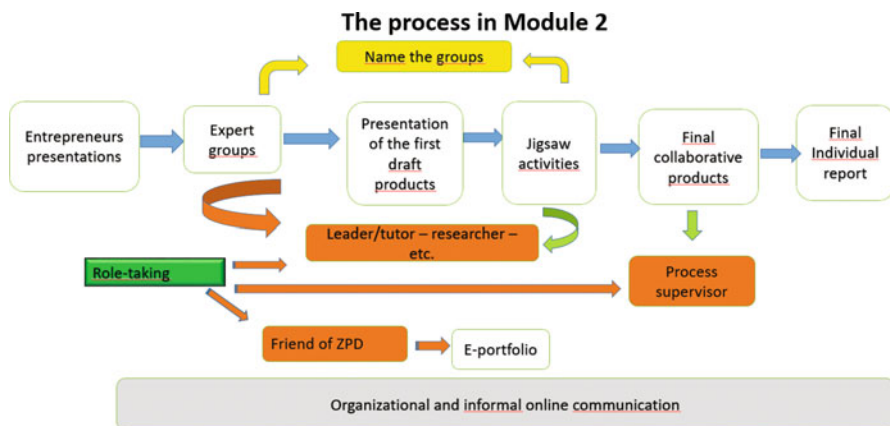 The process in Module 2
Name the groups
Entrepreneurs
presentations
Expert
groups
Presentation
of the first
draft
products
Jigsaw
activities
Final
collaborative
products
Final
Individual
report
Leader/tutor – researcher –
etc.
Role-taking
Process
supervisor
Friend of ZPD
E-portfolio
Organizational and informal online communication